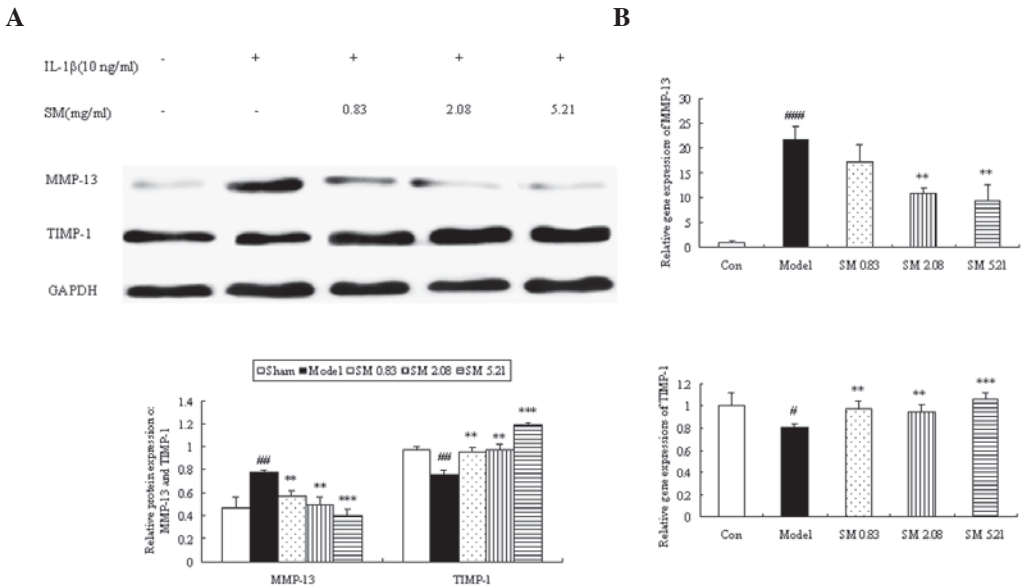 A
IL-1β(10 ng/ml) - + + + +
SM(mg/ml) - - 0.83 2.08 5.21
MMP-13
TIMP-1
GAPDH
Sham Model SM 0.83 SM 2.08 SM 5.21
Relative protein expression o:
MMP-13 and TIMP-1
1.4
1.2
1
0.8
0.6
0.4
0.2
0
## ** ** *** ## ** ** ***
MMP-13 TIMP-1
B
Relative gene expressions of MMP-13
30
25
20
15
10
5
0
### ** **
Con Model SM 0.83 SM 2.08 SM 5.21
Relative gene expressions of TIMP-1
1.2
1
0.8
0.6
0.4
0.2
0
# ** ** ***
Con Model SM 0.83 SM 2.08 SM 5.21